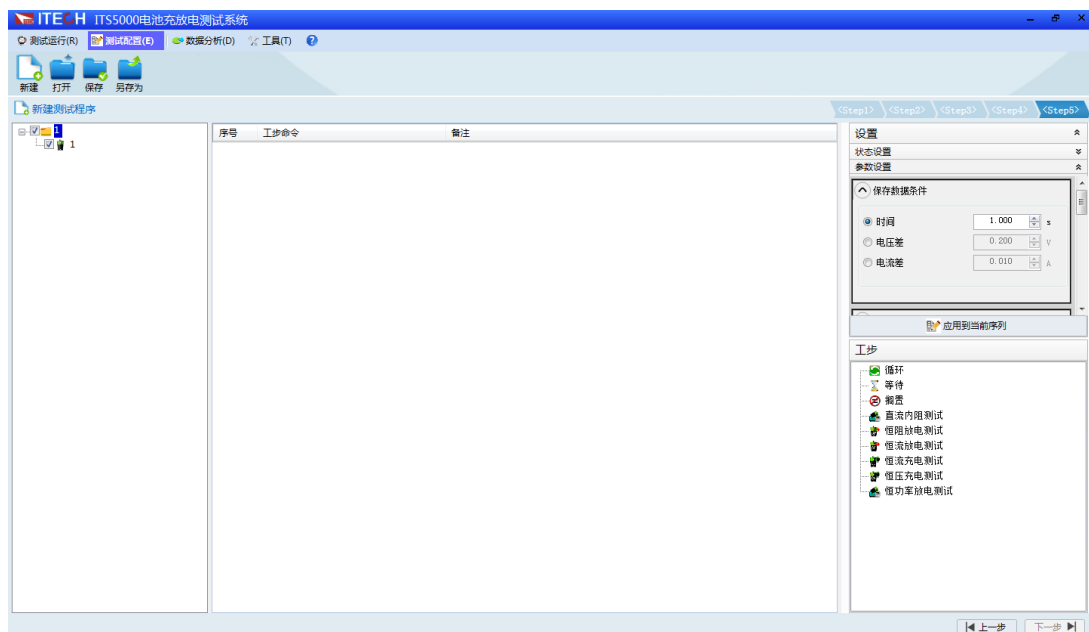 ITECH ITS5000电池充放电测试系统
测试运行(R) 测试配置(E) 数据分析(D) 工具(T) ?
新建 打开 保存 另存为
新建测试程序 <Step1> <Step2> <Step3> <Step4> <Step5>
1
1
序号 工步命令 备注
设置
状态设置
参数设置
保存数据条件
时间 1.000 s
电压差 0.200 V
电流差 0.010 A
应用到当前序列
工步
循环
等待
搁置
直流内阻测试
恒阻放电测试
恒流放电测试
恒流充电测试
恒压充电测试
恒功率放电测试
上一步 下一步